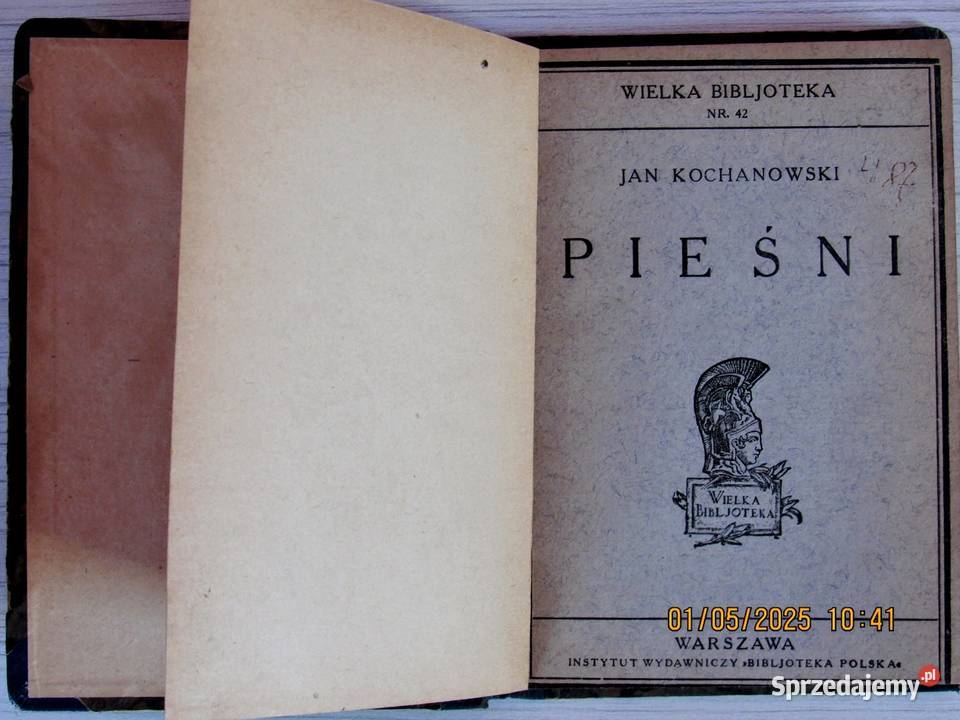 WIELKA BIBLJOTEKA
NR. 42
JAN KOCHANOWSKI
PIEŚNI
WIELKA
BIBLJOTEKA
01/05/2025 10:41
WARSZAWA
INSTYTUT WYDAWNICZY »BIBLJOTEKA POLSKA«
Sprzedajemy.pl